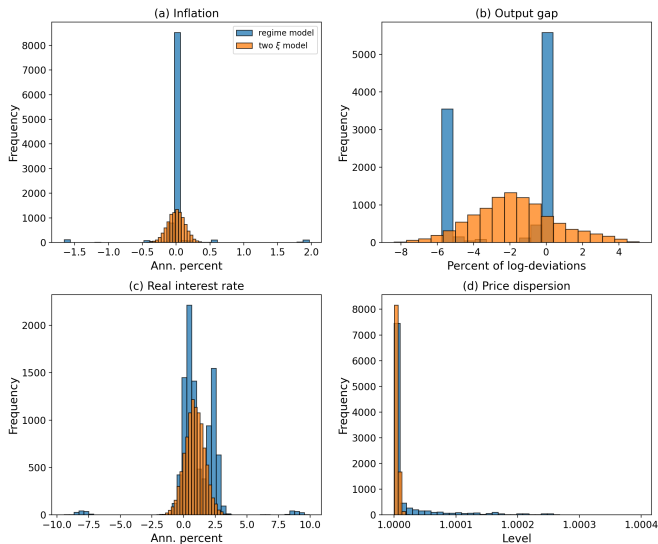 (a) Inflation
regime model
two ξ model
Frequency
8000
7000
6000
5000
4000
3000
2000
1000
0
−1.5 −1.0 −0.5 0.0 0.5 1.0 1.5 2.0
Ann. percent
(b) Output gap
Frequency
5000
4000
3000
2000
1000
0
−8 −6 −4 −2 0 2 4
Percent of log-deviations
(c) Real interest rate
Frequency
2000
1500
1000
500
0
−10.0 −7.5 −5.0 −2.5 0.0 2.5 5.0 7.5 10.0
Ann. percent
(d) Price dispersion
Frequency
8000
7000
6000
5000
4000
3000
2000
1000
0
1.0000 1.0001 1.0002 1.0003 1.0004
Level